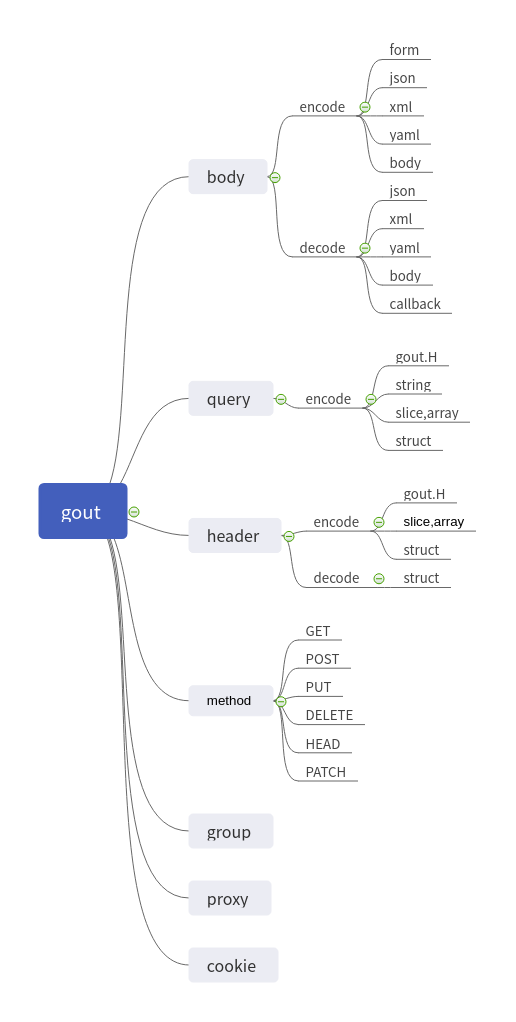 gout
body
encode
form
json
xml
yaml
body
decode
json
xml
yaml
body
callback
query
encode
gout.H
string
slice,array
struct
header
encode
gout.H
slice,array
struct
decode
struct
method
GET
POST
PUT
DELETE
HEAD
PATCH
group
proxy
cookie